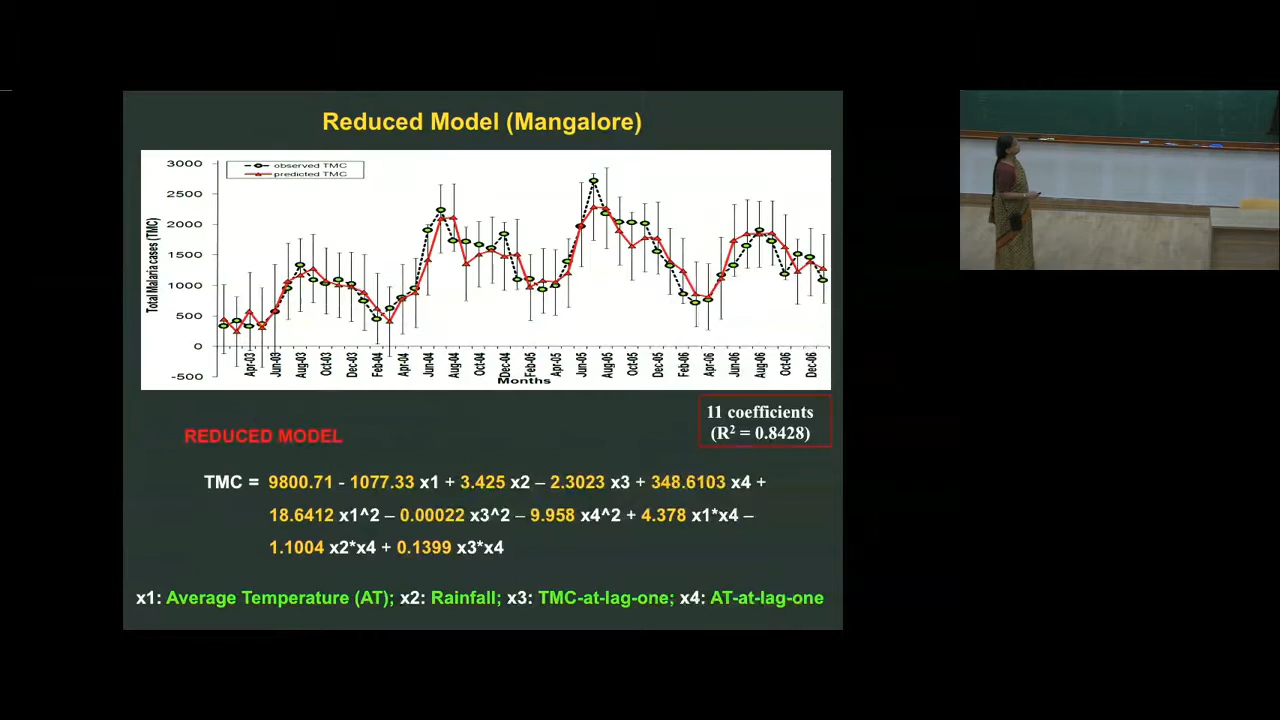 Reduced Model (Mangalore)
3000
2500
2000
1500
1000
500
0
-500
Total Malaria cases (TMC)
observed TMC
predicted TMC
Apr-03 Jun-03 Aug-03 Oct-03 Dec-03 Feb-04 Apr-04 Jun-04 Aug-04 Oct-04 Dec-04 Feb-05 Apr-05 Jun-05 Aug-05 Oct-05 Dec-05 Feb-06 Apr-06 Jun-06 Aug-06 Oct-06 Dec-06
Months
11 coefficients
(R² = 0.8428)
REDUCED MODEL
TMC = 9800.71 - 1077.33 x1 + 3.425 x2 – 2.3023 x3 + 348.6103 x4 +
18.6412 x1^2 – 0.00022 x3^2 – 9.958 x4^2 + 4.378 x1*x4 –
1.1004 x2*x4 + 0.1399 x3*x4
x1: Average Temperature (AT); x2: Rainfall; x3: TMC-at-lag-one; x4: AT-at-lag-one